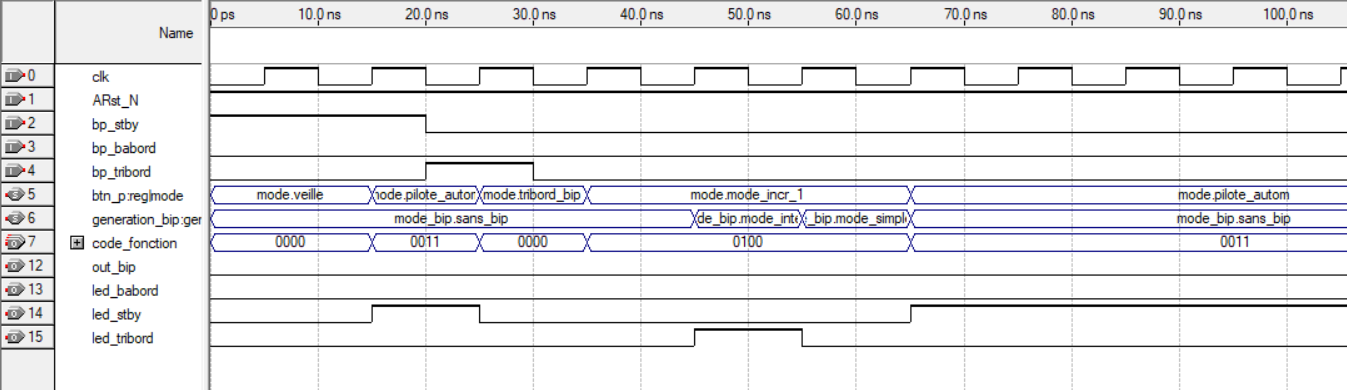 Name
0 ps 10.0 ns 20.0 ns 30.0 ns 40.0 ns 50.0 ns 60.0 ns 70.0 ns 80.0 ns 90.0 ns 100.0 ns
0 clk
1 ARst_N
2 bp_stby
3 bp_babord
4 bp_tribord
5 btn_p:reg|mode mode.veille node.pilote_autor mode.tribord_bip mode.mode_incr_1 mode.pilote_autom
6 generation_bip:ger mode_bip.sans_bip de_bip.mode_inte _bip.mode_simpl mode_bip.sans_bip
7 code_fonction 0000 0011 0000 0100 0011
12 out_bip
13 led_babord
14 led_stby
15 led_tribord